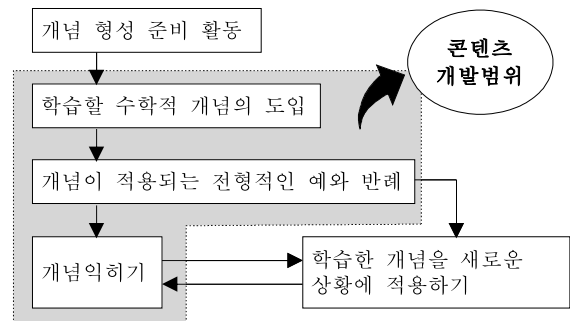 개념 형성 준비 활동
콘텐츠
개발범위
학습할 수학적 개념의 도입
개념이 적용되는 전형적인 예와 반례
개념익히기
학습한 개념을 새로운
상황에 적용하기